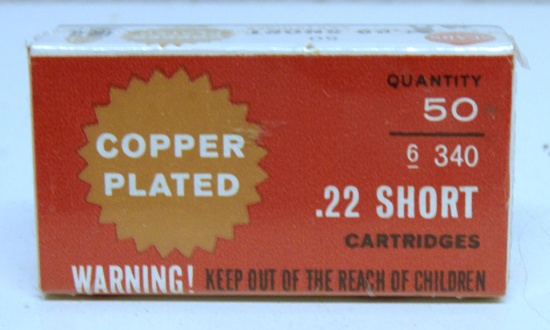 COPPER
PLATED
QUANTITY
50
6 340
.22 SHORT
CARTRIDGES
WARNING! KEEP OUT OF THE REACH OF CHILDREN